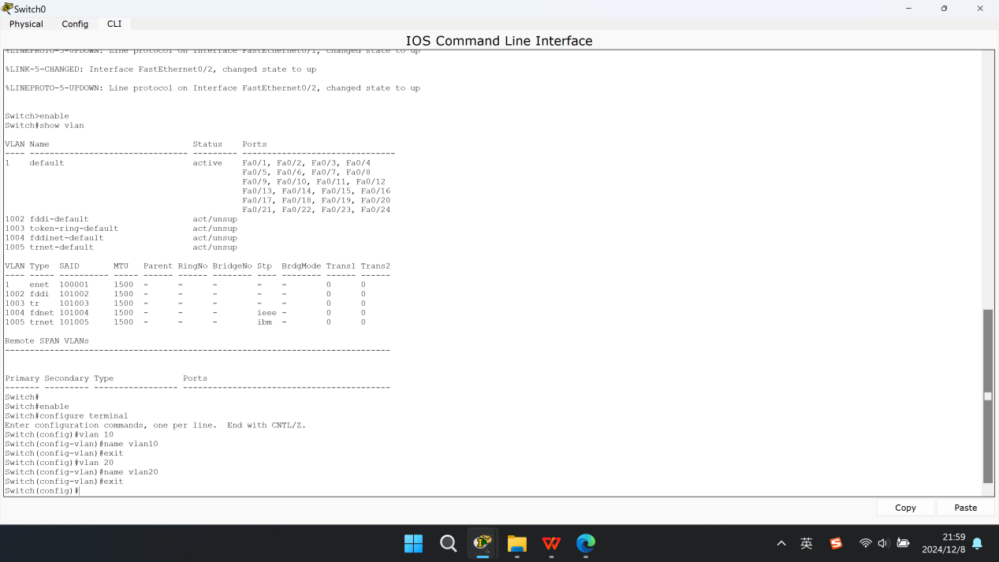 Switch0
Physical Config CLI
IOS Command Line Interface
%LINEPROTO-5-UPDOWN: Line protocol on Interface FastEthernet0/1, changed state to up
%LINK-5-CHANGED: Interface FastEthernet0/2, changed state to up
%LINEPROTO-5-UPDOWN: Line protocol on Interface FastEthernet0/2, changed state to up
Switch>enable
Switch#show vlan
VLAN Name                             Status    Ports
---- -------------------------------- --------- -------------------------------
1    default                          active    Fa0/1, Fa0/2, Fa0/3, Fa0/4
                                                Fa0/5, Fa0/6, Fa0/7, Fa0/8
                                                Fa0/9, Fa0/10, Fa0/11, Fa0/12
                                                Fa0/13, Fa0/14, Fa0/15, Fa0/16
                                                Fa0/17, Fa0/18, Fa0/19, Fa0/20
                                                Fa0/21, Fa0/22, Fa0/23, Fa0/24
1002 fddi-default                     act/unsup
1003 token-ring-default               act/unsup
1004 fddinet-default                  act/unsup
1005 trnet-default                    act/unsup
VLAN Type  SAID       MTU   Parent RingNo BridgeNo Stp  BrdgMode Trans1 Trans2
---- ----- ---------- ----- ------ ------ -------- ---- -------- ------ ------
1    enet  100001     1500  -      -      -        -    -        0      0
1002 fddi  101002     1500  -      -      -        -    -        0      0
1003 tr    101003     1500  -      -      -        -    -        0      0
1004 fdnet 101004     1500  -      -      -        ieee -        0      0
1005 trnet 101005     1500  -      -      -        ibm  -        0      0
Remote SPAN VLANs
------------------------------------------------------------------------------
Primary Secondary Type              Ports
------- --------- ----------------- ------------------------------------------
Switch#
Switch#enable
Switch#configure terminal
Enter configuration commands, one per line.  End with CNTL/Z.
Switch(config)#vlan 10
Switch(config-vlan)#name vlan10
Switch(config-vlan)#exit
Switch(config)#vlan 20
Switch(config-vlan)#name vlan20
Switch(config-vlan)#exit
Switch(config)#
Copy Paste
英
21:59
2024/12/8